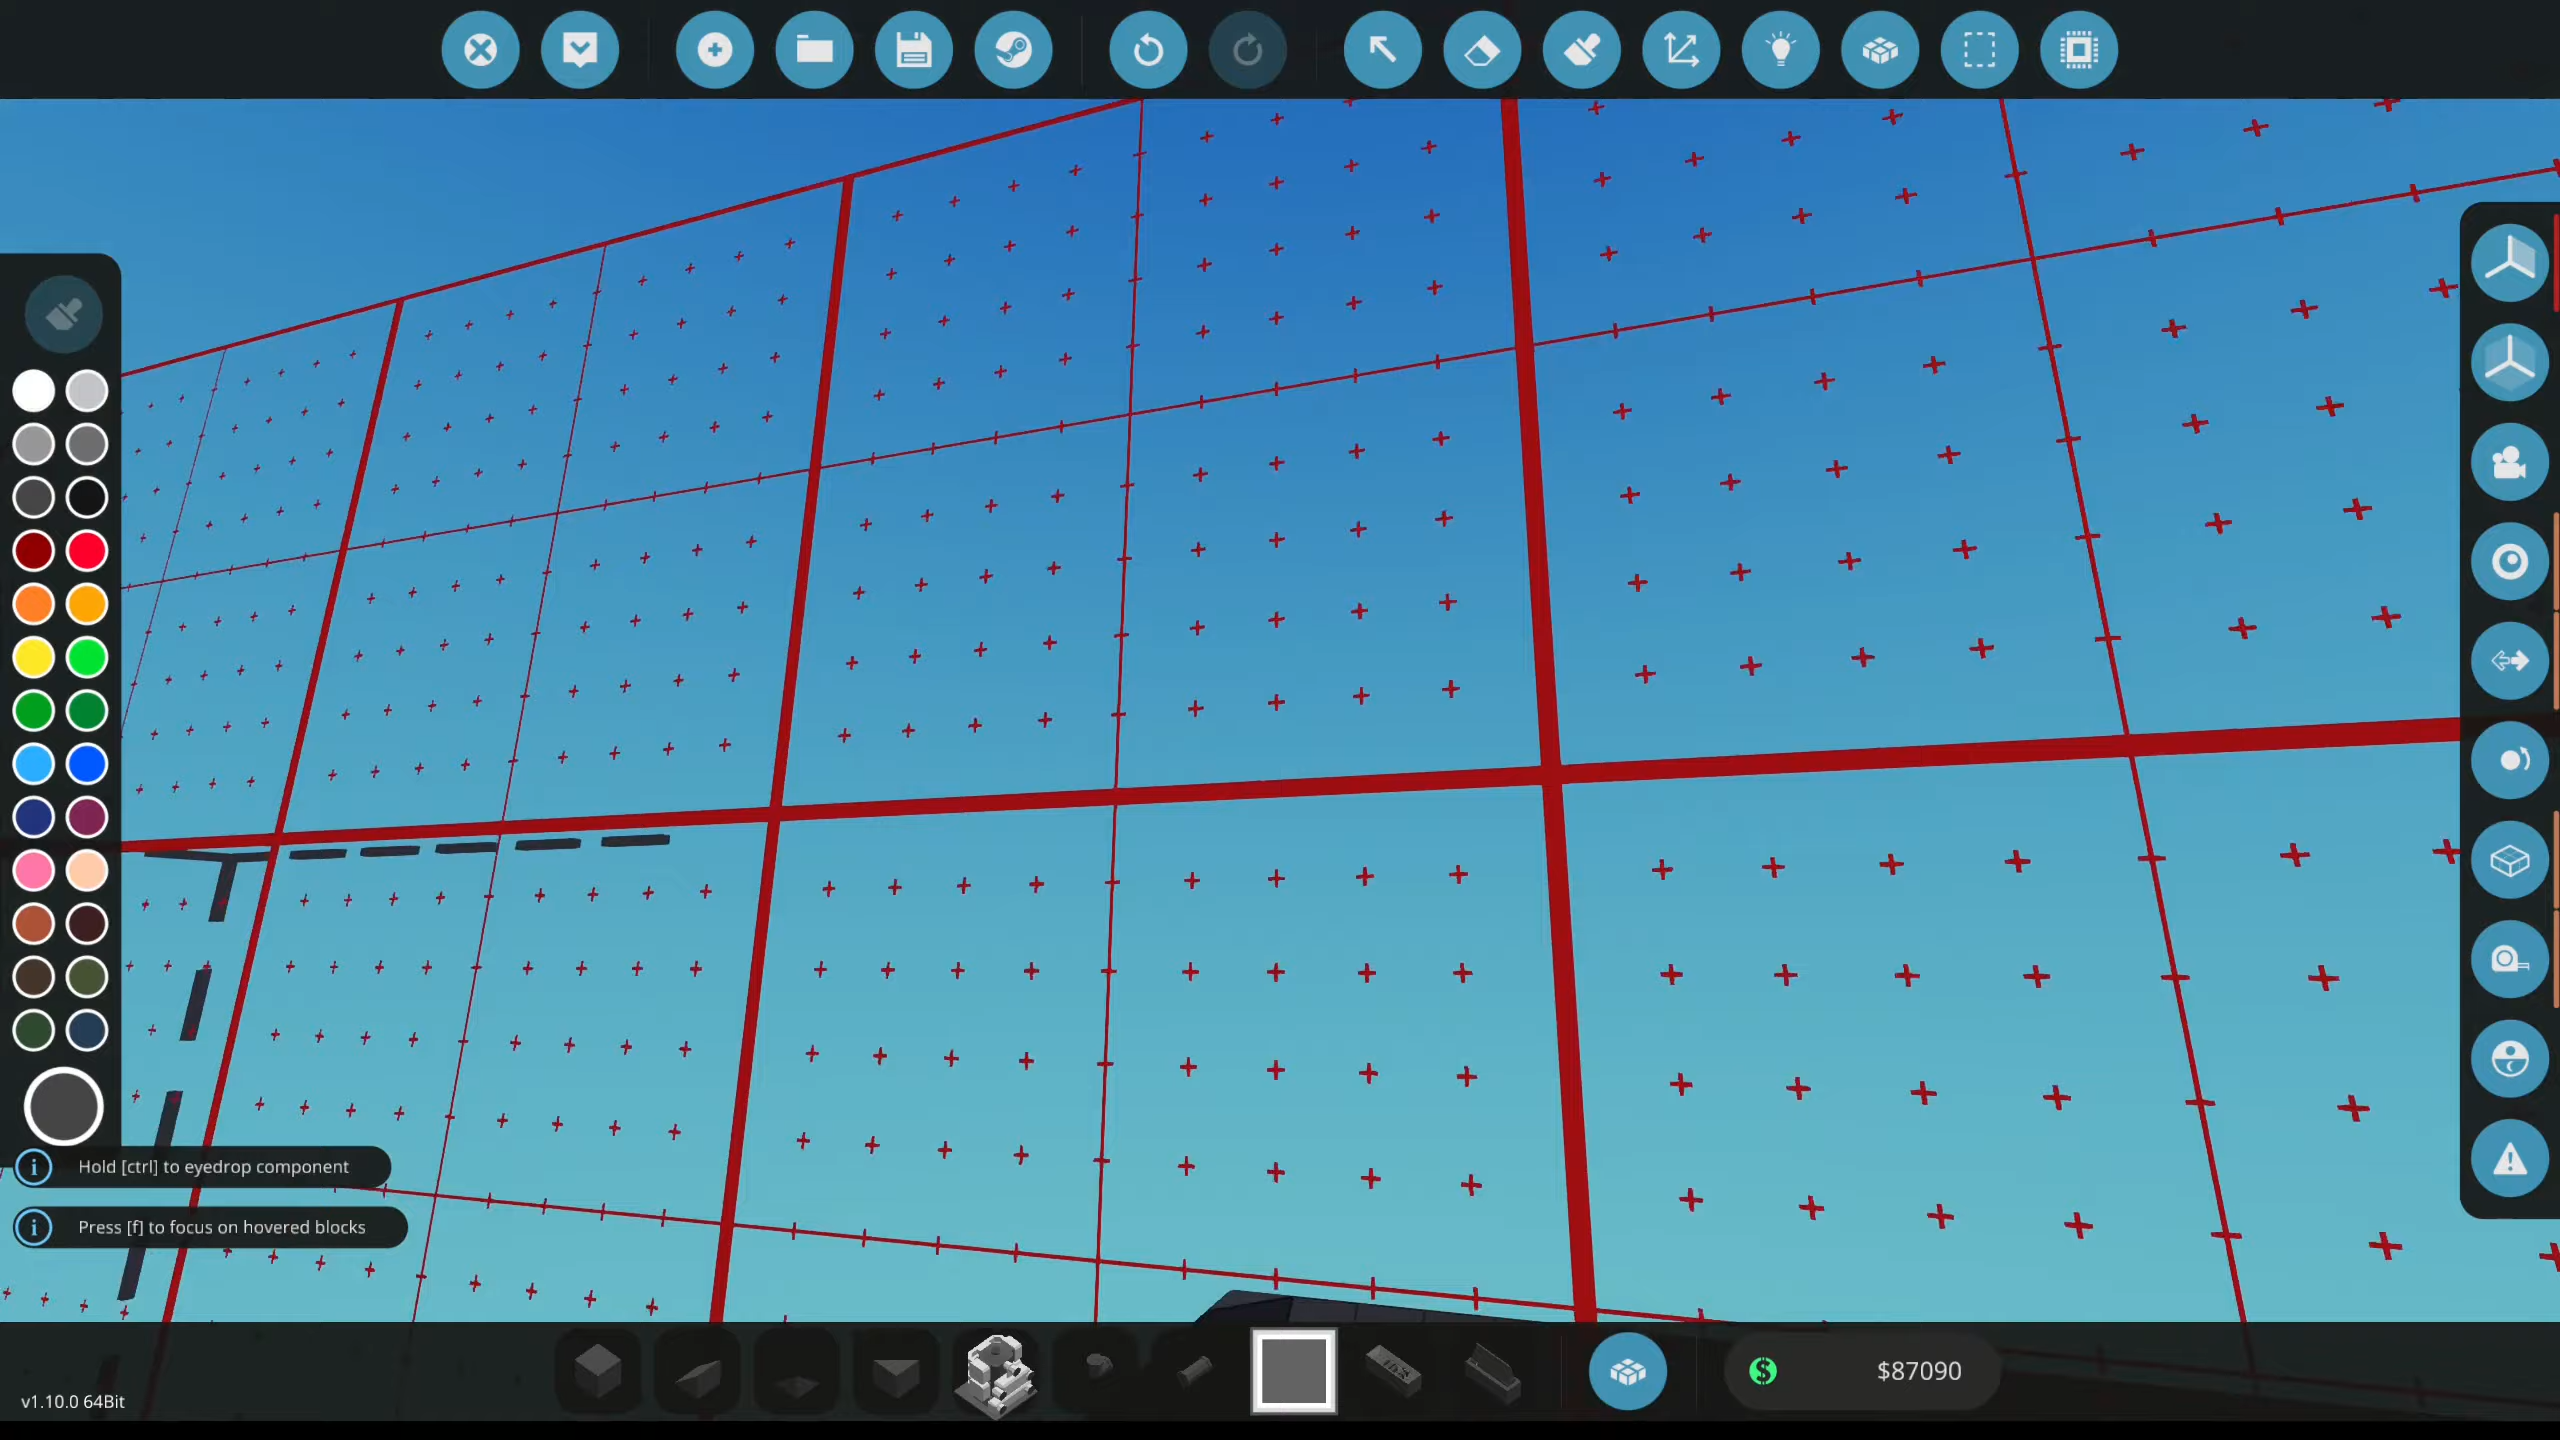 Hold [ctrl] to eyedrop component
Press [f] to focus on hovered blocks
$87090
v1.10.0 64Bit